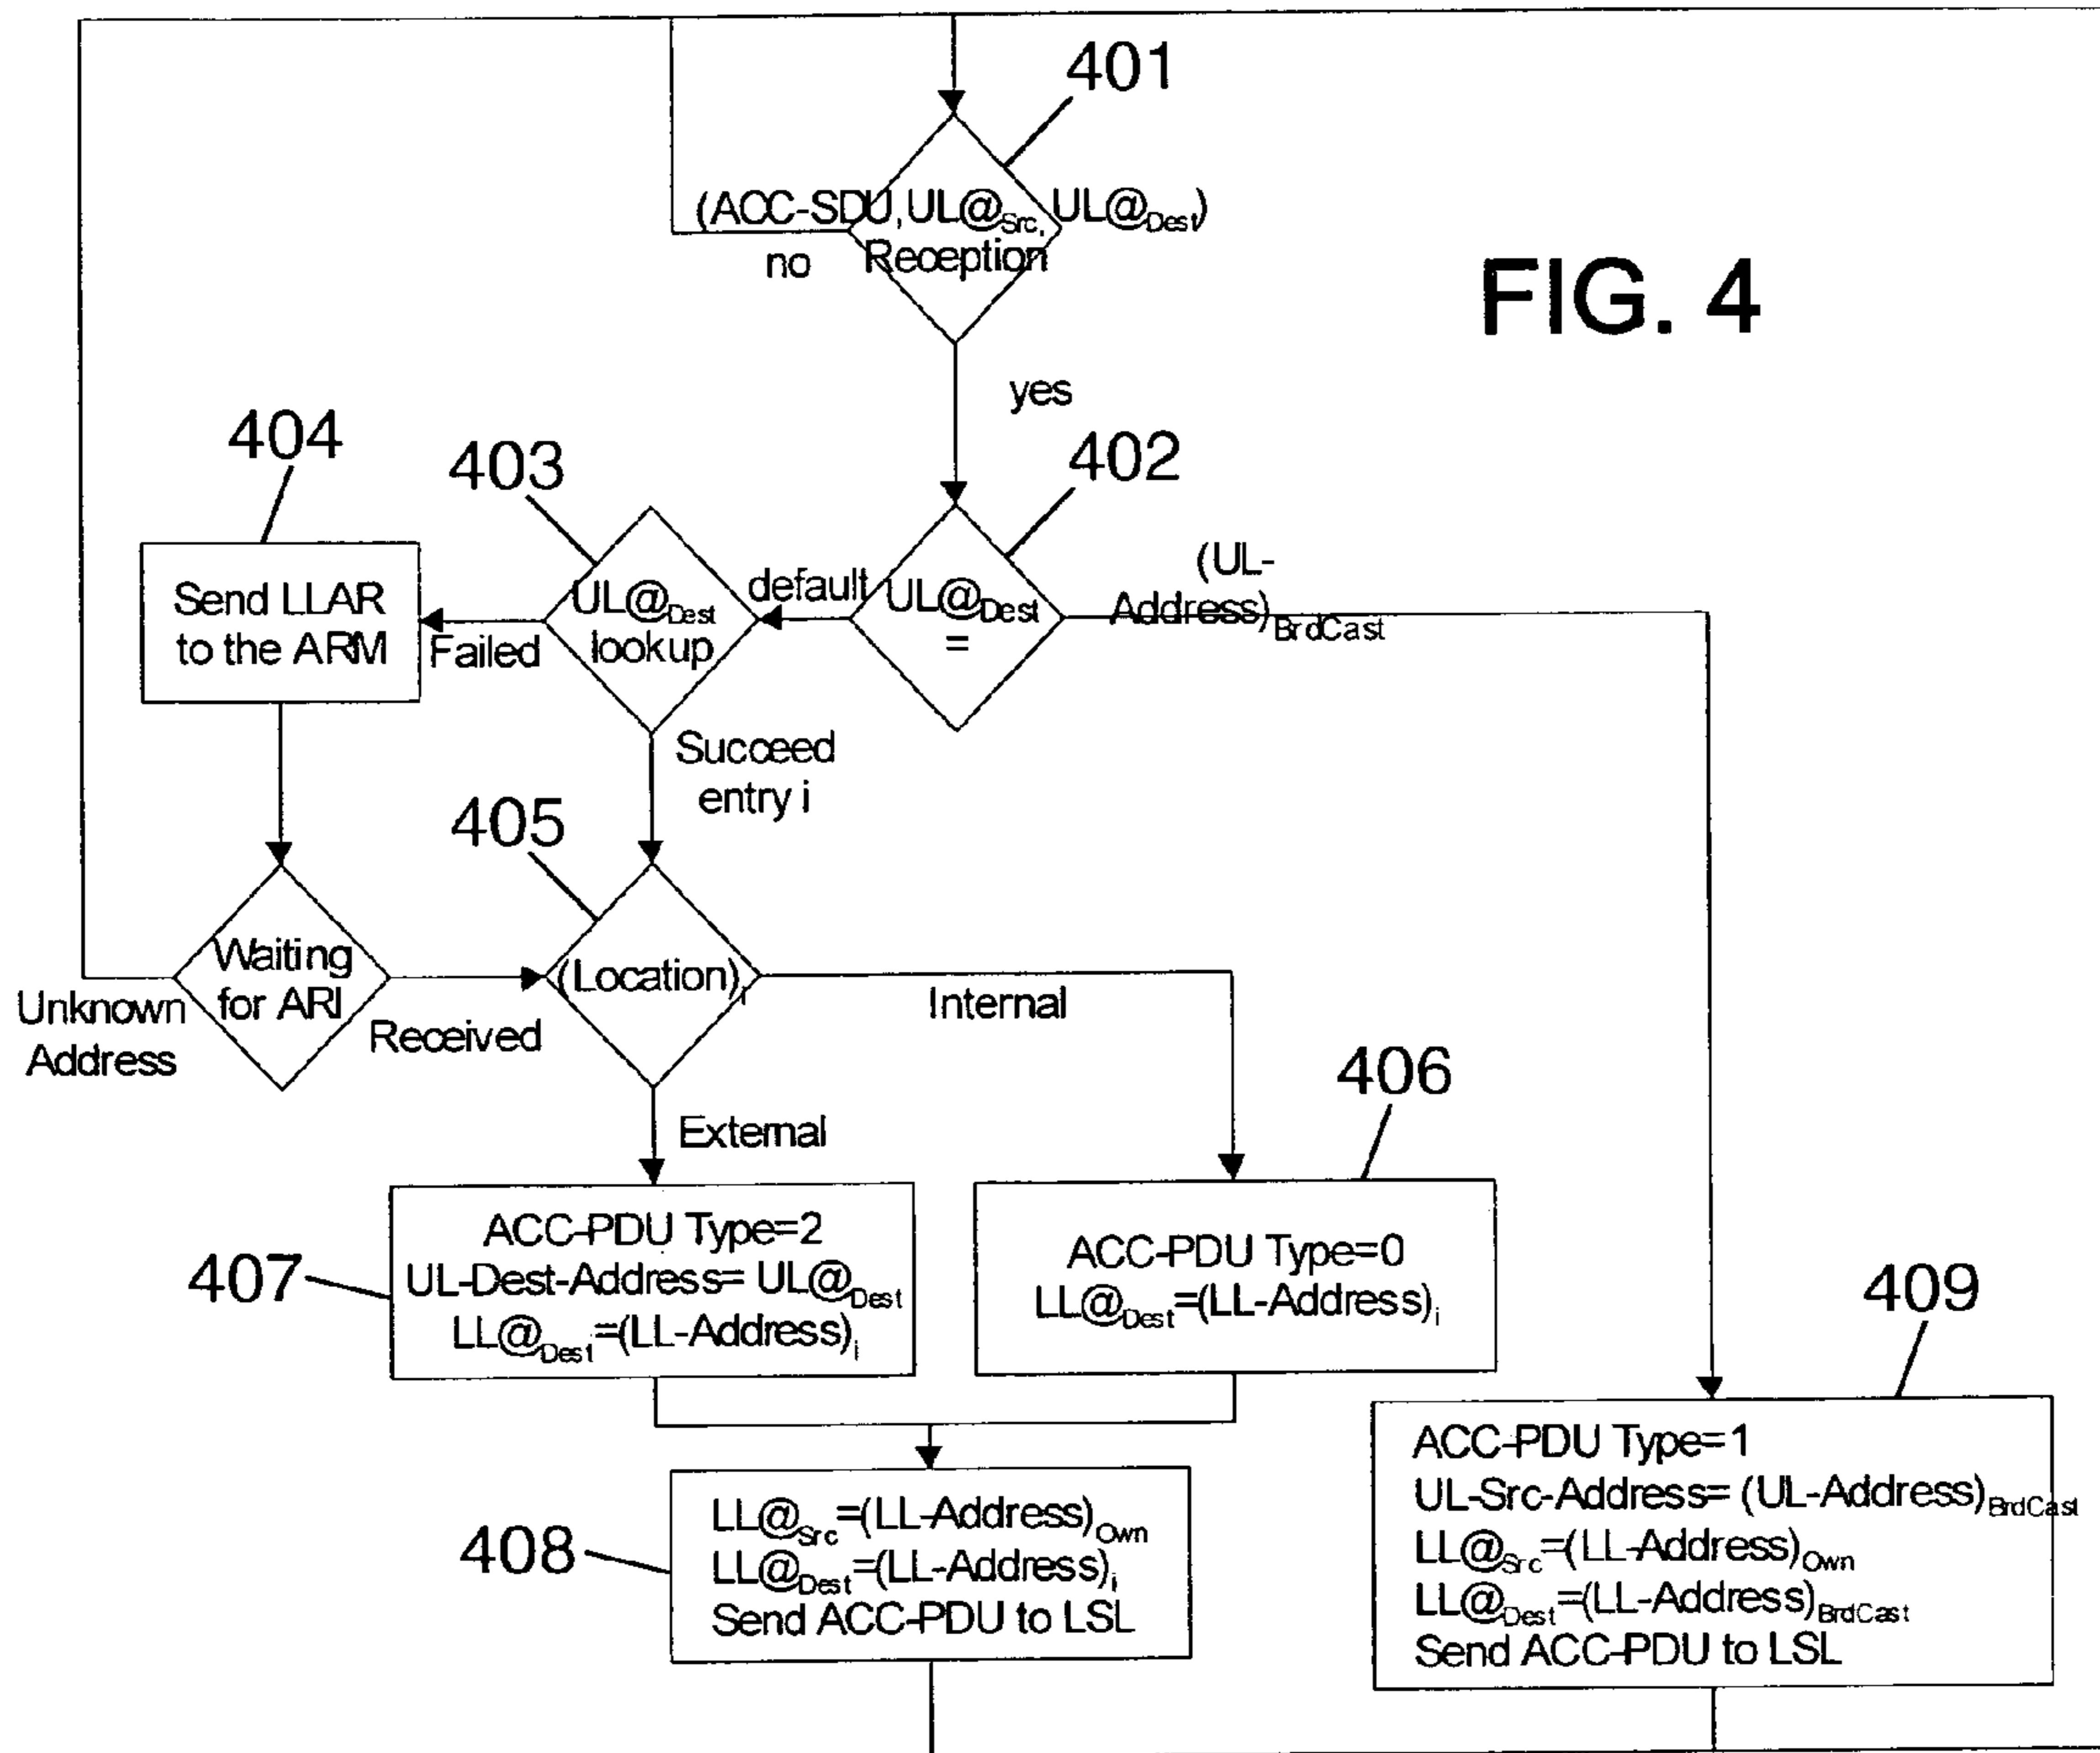 401
(ACC-SDU, UL@Src, UL@Dest)
Reception
no
FIG. 4
yes
404
403
402
Send LLAR
to the ARM
Failed
UL@Dest
lookup
default
UL@Dest
=
(UL-
Address)BrdCast
Succeed
entry i
405
Waiting
for ARI
Unknown
Address
Received
(Location)i
Internal
External
406
407
ACC-PDU Type=2
UL-Dest-Address= UL@Dest
LL@Dest=(LL-Address)i
ACC-PDU Type=0
LL@Dest=(LL-Address)i
409
408
LL@Src=(LL-Address)Own
LL@Dest=(LL-Address)i
Send ACC-PDU to LSL
ACC-PDU Type=1
UL-Src-Address= (UL-Address)BrdCast
LL@Src=(LL-Address)Own
LL@Dest=(LL-Address)BrdCast
Send ACC-PDU to LSL